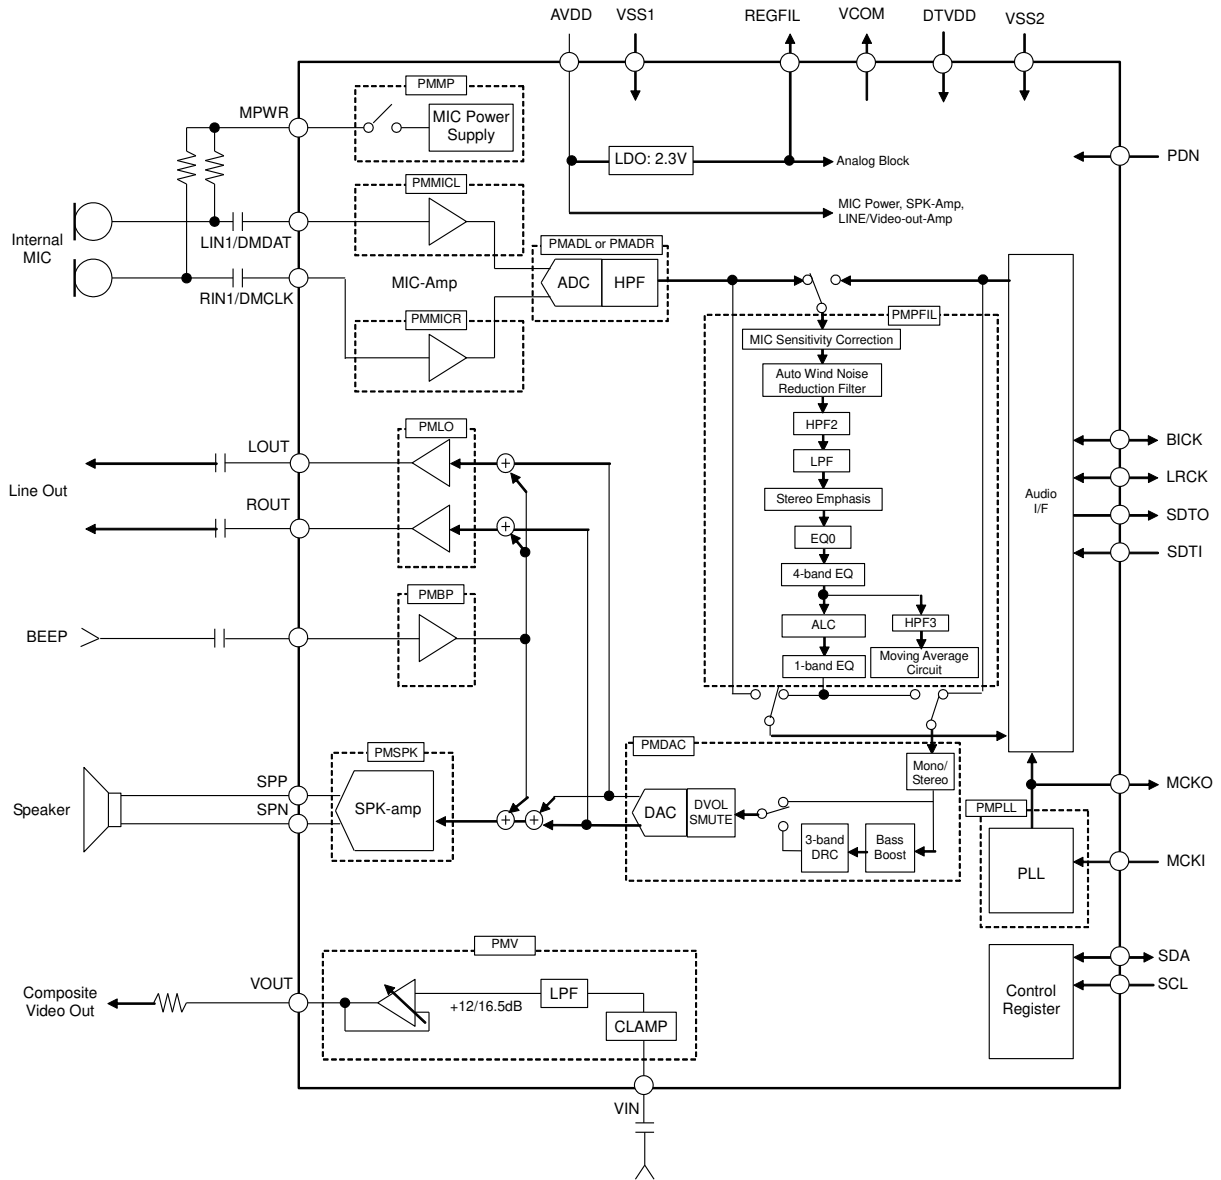 AVDD VSS1 REGFIL VCOM DTVDD VSS2
PMMP
MPWR
MIC Power
Supply
LDO: 2.3V
Analog Block
PDN
PMMICL
MIC Power, SPK-Amp,
LINE/Video-out-Amp
Internal
MIC
LIN1/DMDAT
PMADL or PMADR
MIC-Amp
ADC HPF
RIN1/DMCLK
PMMICR
PMPFIL
MIC Sensitivity Correction
Auto Wind Noise
Reduction Filter
HPF2
LPF
Stereo Emphasis
EQ0
4-band EQ
ALC
HPF3
1-band EQ
Moving Average
Circuit
Audio
I/F
BICK
LRCK
SDTO
SDTI
LOUT
PMLO
+
Line Out
ROUT
+
BEEP
PMBP
PMDAC
Mono/
Stereo
PMSPK
SPP
Speaker
SPN
SPK-amp
+ +
DAC
DVOL
SMUTE
3-band
DRC
Bass
Boost
MCKO
PMPLL
PLL
MCKI
PMV
VOUT
Composite
Video Out
+12/16.5dB
LPF
CLAMP
VIN
Control
Register
SDA
SCL